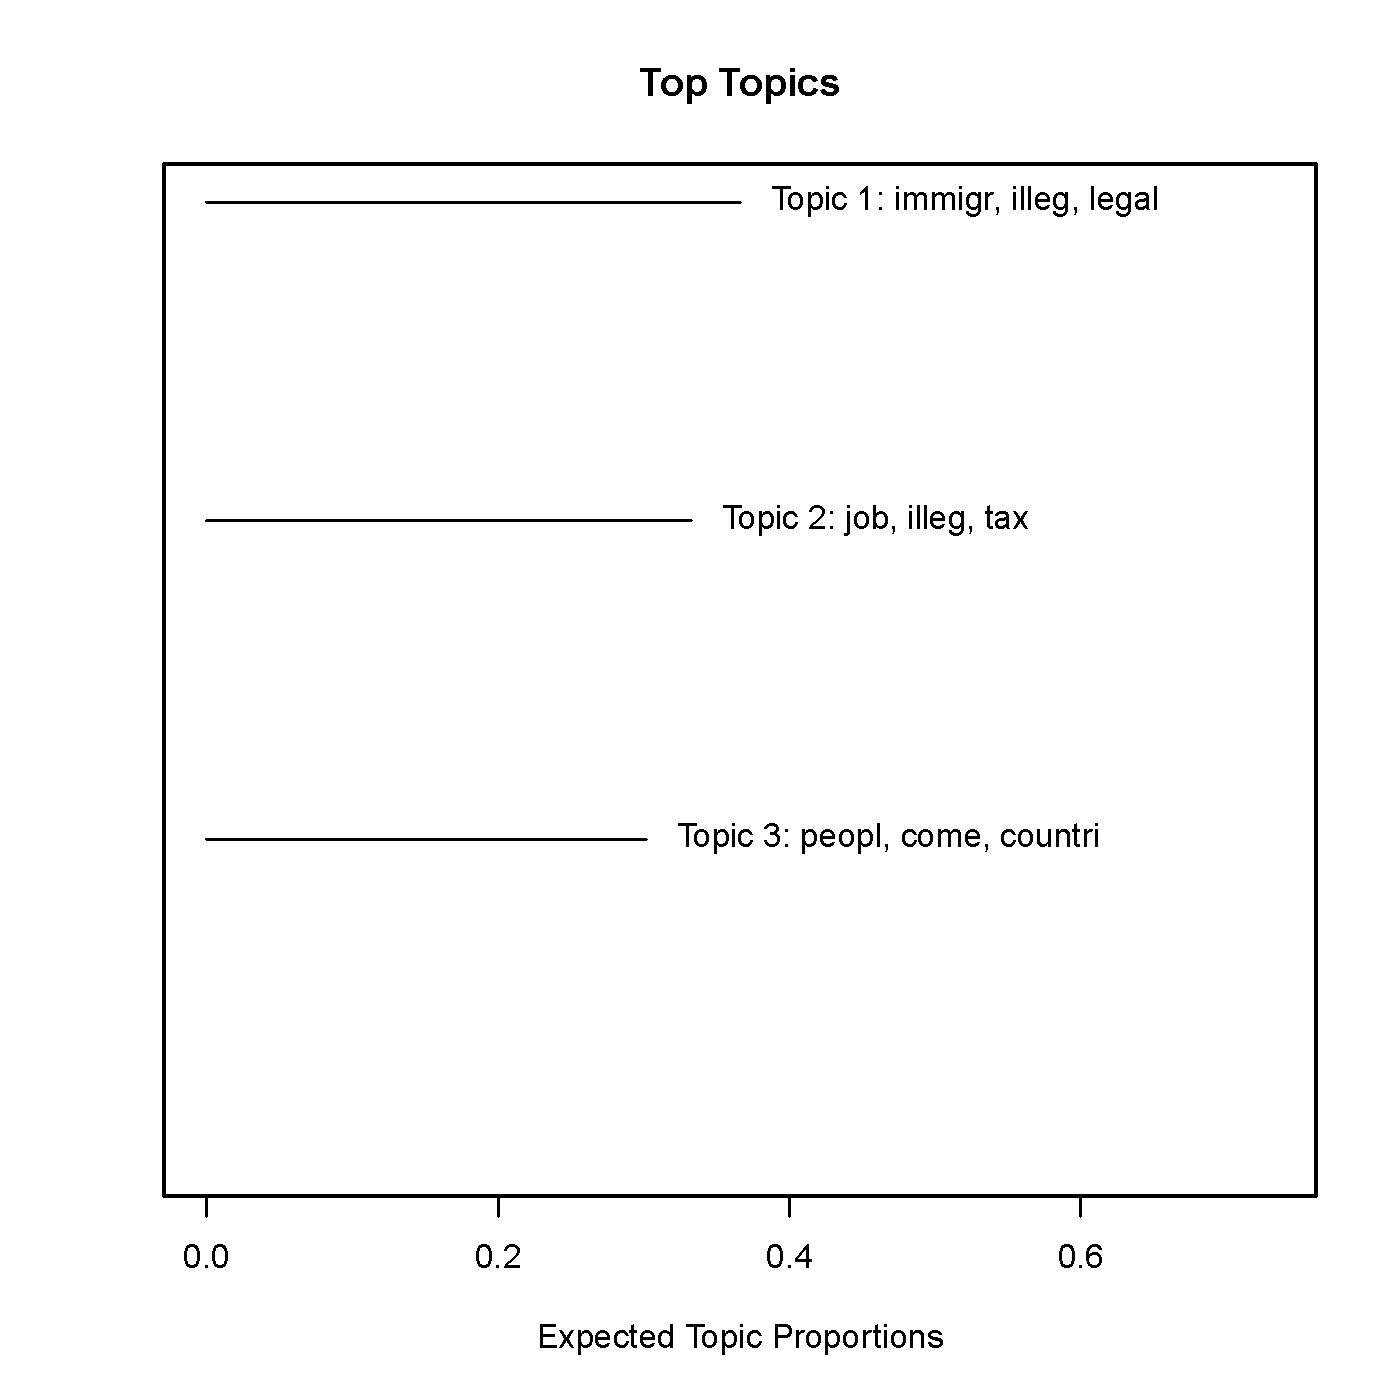 Top Topics
Topic 1: immigr, illeg, legal
Topic 2: job, illeg, tax
Topic 3: peopl, come, countri
0.0 0.2 0.4 0.6
Expected Topic Proportions